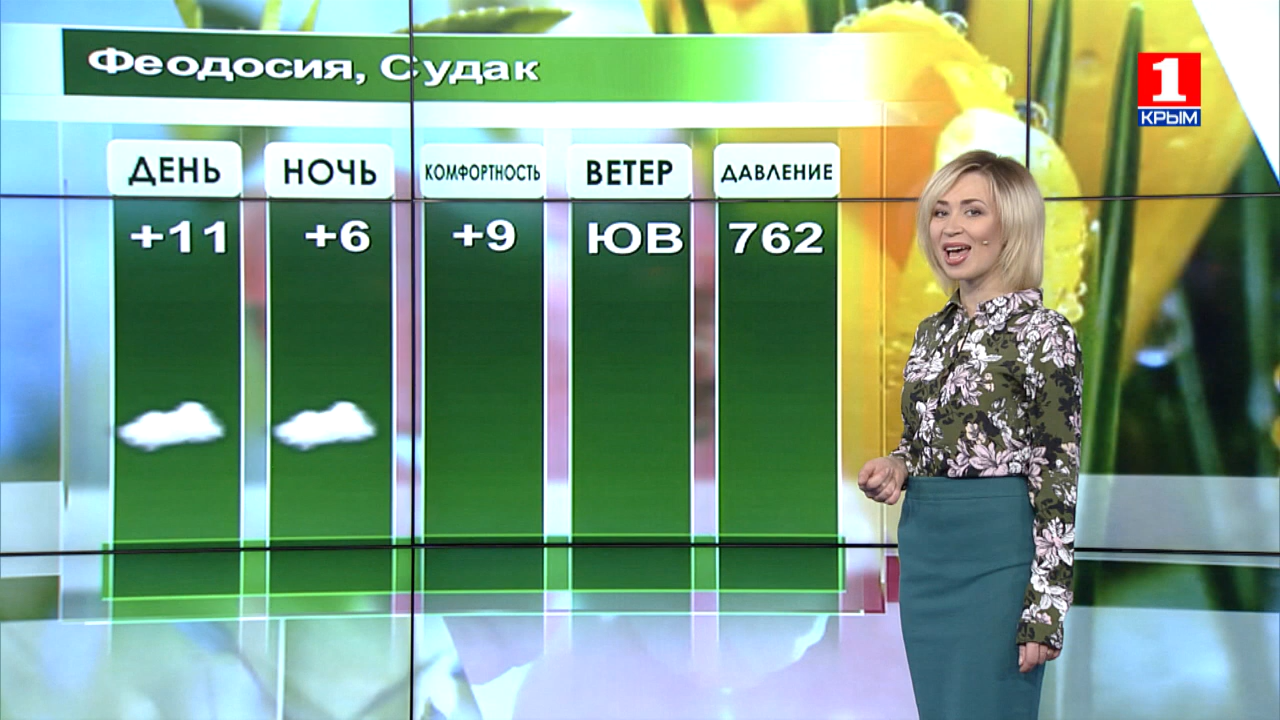 Феодосия, Судак
1
КРЫМ
ДЕНЬ НОЧЬ КОМФОРТНОСТЬ ВЕТЕР ДАВЛЕНИЕ
+11 +6 +9 ЮВ 762